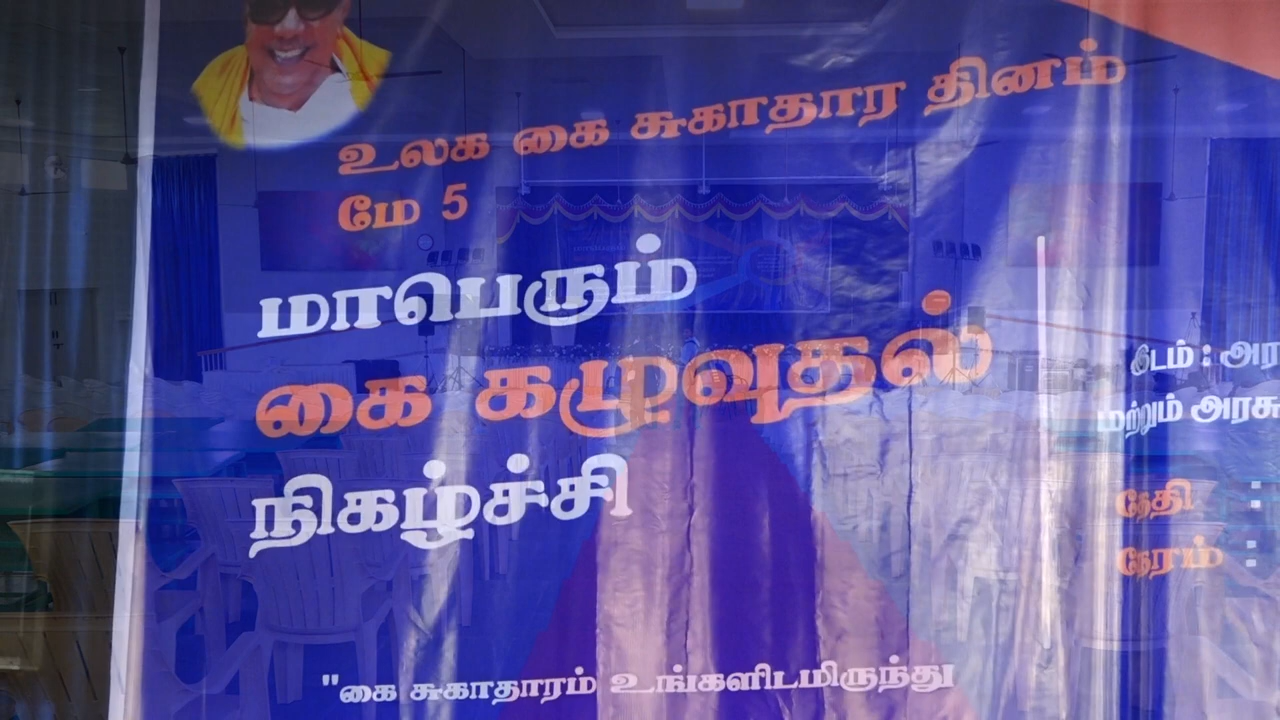 உலக கை சுகாதார தினம்
மே 5
மாபெரும்
கை கழுவுதல்
நிகழ்ச்சி
இடம் : அர
மற்றும் அரசு
தேதி :
நேரம் :
"கை சுகாதாரம் உங்களிடமிருந்து